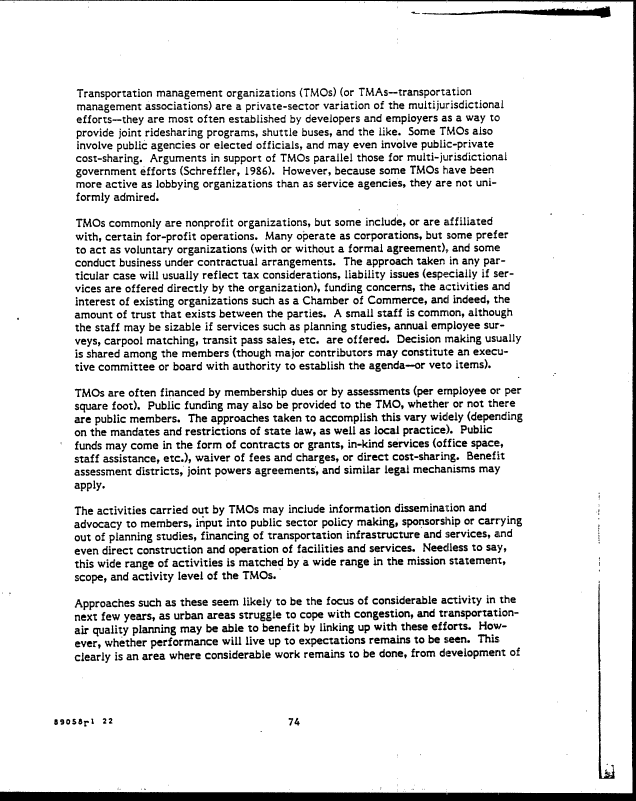 Transportation management organizations (TMOs) (or TMAs--transportation
management associations) are a private-sector variation of the multijurisdictional
efforts--they are most often established by developers and employers as a way to
provide joint ridesharing programs, shuttle buses, and the like. Some TMOs also
involve public agencies or elected officials, and may even involve public-private
cost-sharing. Arguments in support of TMOs parallel those for multi-jurisdictional
government efforts (Schreffler, 1986). However, because some TMOs have been
more active as lobbying organizations than as service agencies, they are not uni-
formly admired.
TMOs commonly are nonprofit organizations, but some include, or are affiliated
with, certain for-profit operations. Many operate as corporations, but some prefer
to act as voluntary organizations (with or without a formal agreement), and some
conduct business under contractual arrangements. The approach taken in any par-
ticular case will usually reflect tax considerations, liability issues (especially if ser-
vices are offered directly by the organization), funding concerns, the activities and
interest of existing organizations such as a Chamber of Commerce, and indeed, the
amount of trust that exists between the parties. A small staff is common, although
the staff may be sizable if services such as planning studies, annual employee sur-
veys, carpool matching, transit pass sales, etc. are offered. Decision making usually
is shared among the members (though major contributors may constitute an execu-
tive committee or board with authority to establish the agenda--or veto items).
TMOs are often financed by membership dues or by assessments (per employee or per
square foot). Public funding may also be provided to the TMO, whether or not there
are public members. The approaches taken to accomplish this vary widely (depending
on the mandates and restrictions of state law, as well as local practice). Public
funds may come in the form of contracts or grants, in-kind services (office space,
staff assistance, etc.), waiver of fees and charges, or direct cost-sharing. Benefit
assessment districts, joint powers agreements, and similar legal mechanisms may
apply.
The activities carried out by TMOs may include information dissemination and
advocacy to members, input into public sector policy making, sponsorship or carrying
out of planning studies, financing of transportation infrastructure and services, and
even direct construction and operation of facilities and services. Needless to say,
this wide range of activities is matched by a wide range in the mission statement,
scope, and activity level of the TMOs.
Approaches such as these seem likely to be the focus of considerable activity in the
next few years, as urban areas struggle to cope with congestion, and transportation-
air quality planning may be able to benefit by linking up with these efforts. How-
ever, whether performance will live up to expectations remains to be seen. This
clearly is an area where considerable work remains to be done, from development of
89058r1 22
74